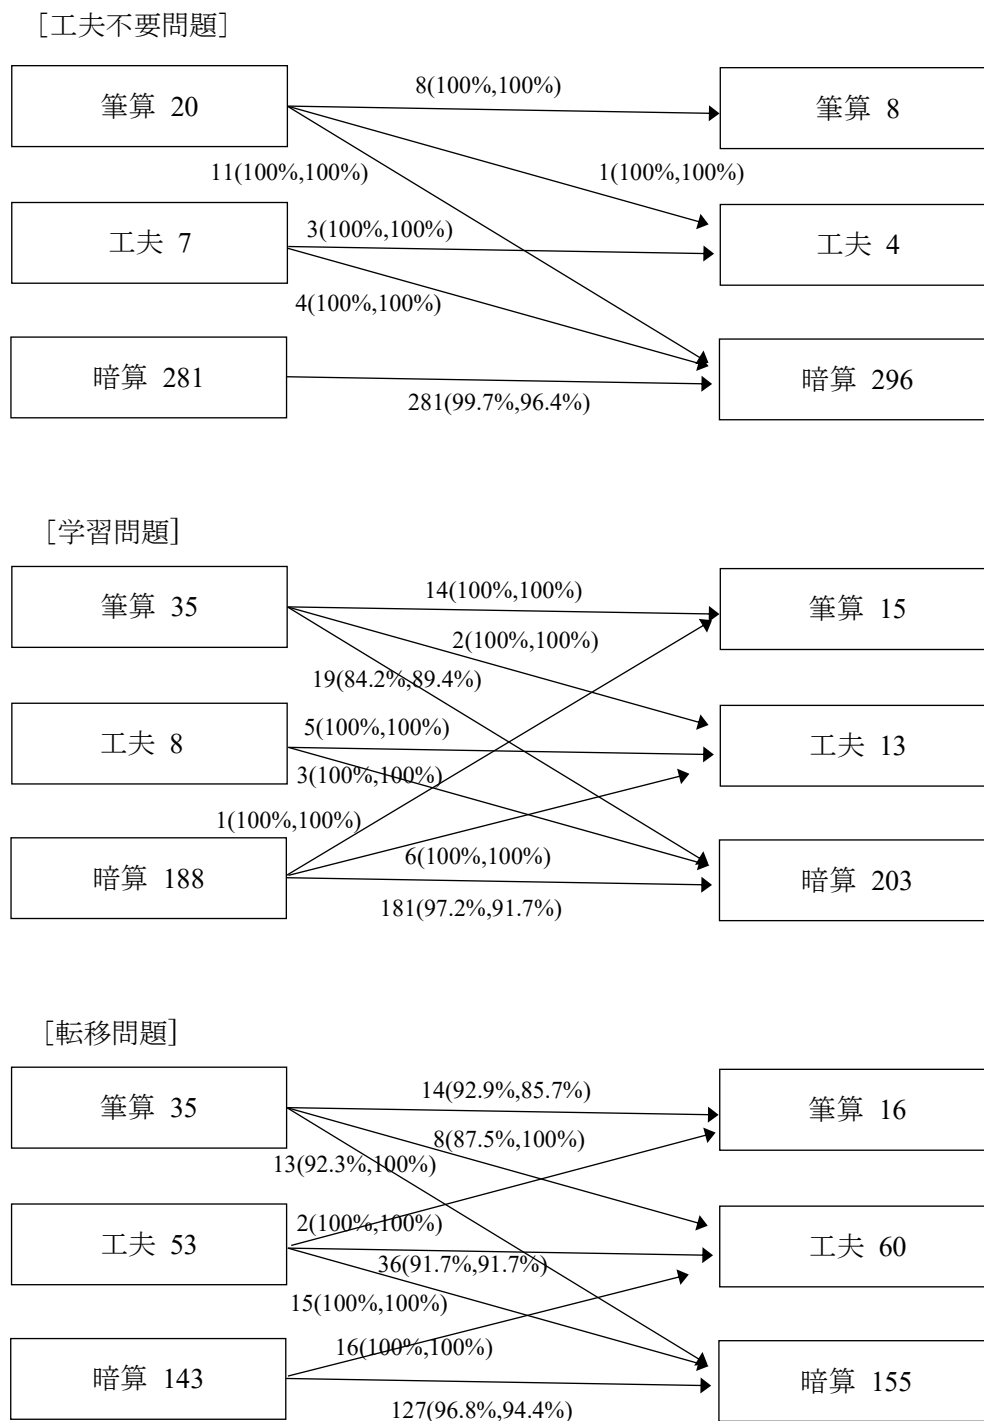 ［工夫不要問題］
筆算 20
8(100%,100%)
筆算 8
11(100%,100%)
1(100%,100%)
工夫 7
3(100%,100%)
工夫 4
4(100%,100%)
暗算 281
281(99.7%,96.4%)
暗算 296
［学習問題］
筆算 35
14(100%,100%)
筆算 15
2(100%,100%)
19(84.2%,89.4%)
工夫 8
5(100%,100%)
工夫 13
3(100%,100%)
1(100%,100%)
暗算 188
6(100%,100%)
暗算 203
181(97.2%,91.7%)
［転移問題］
筆算 35
14(92.9%,85.7%)
筆算 16
8(87.5%,100%)
13(92.3%,100%)
工夫 53
2(100%,100%)
工夫 60
36(91.7%,91.7%)
15(100%,100%)
暗算 143
16(100%,100%)
暗算 155
127(96.8%,94.4%)